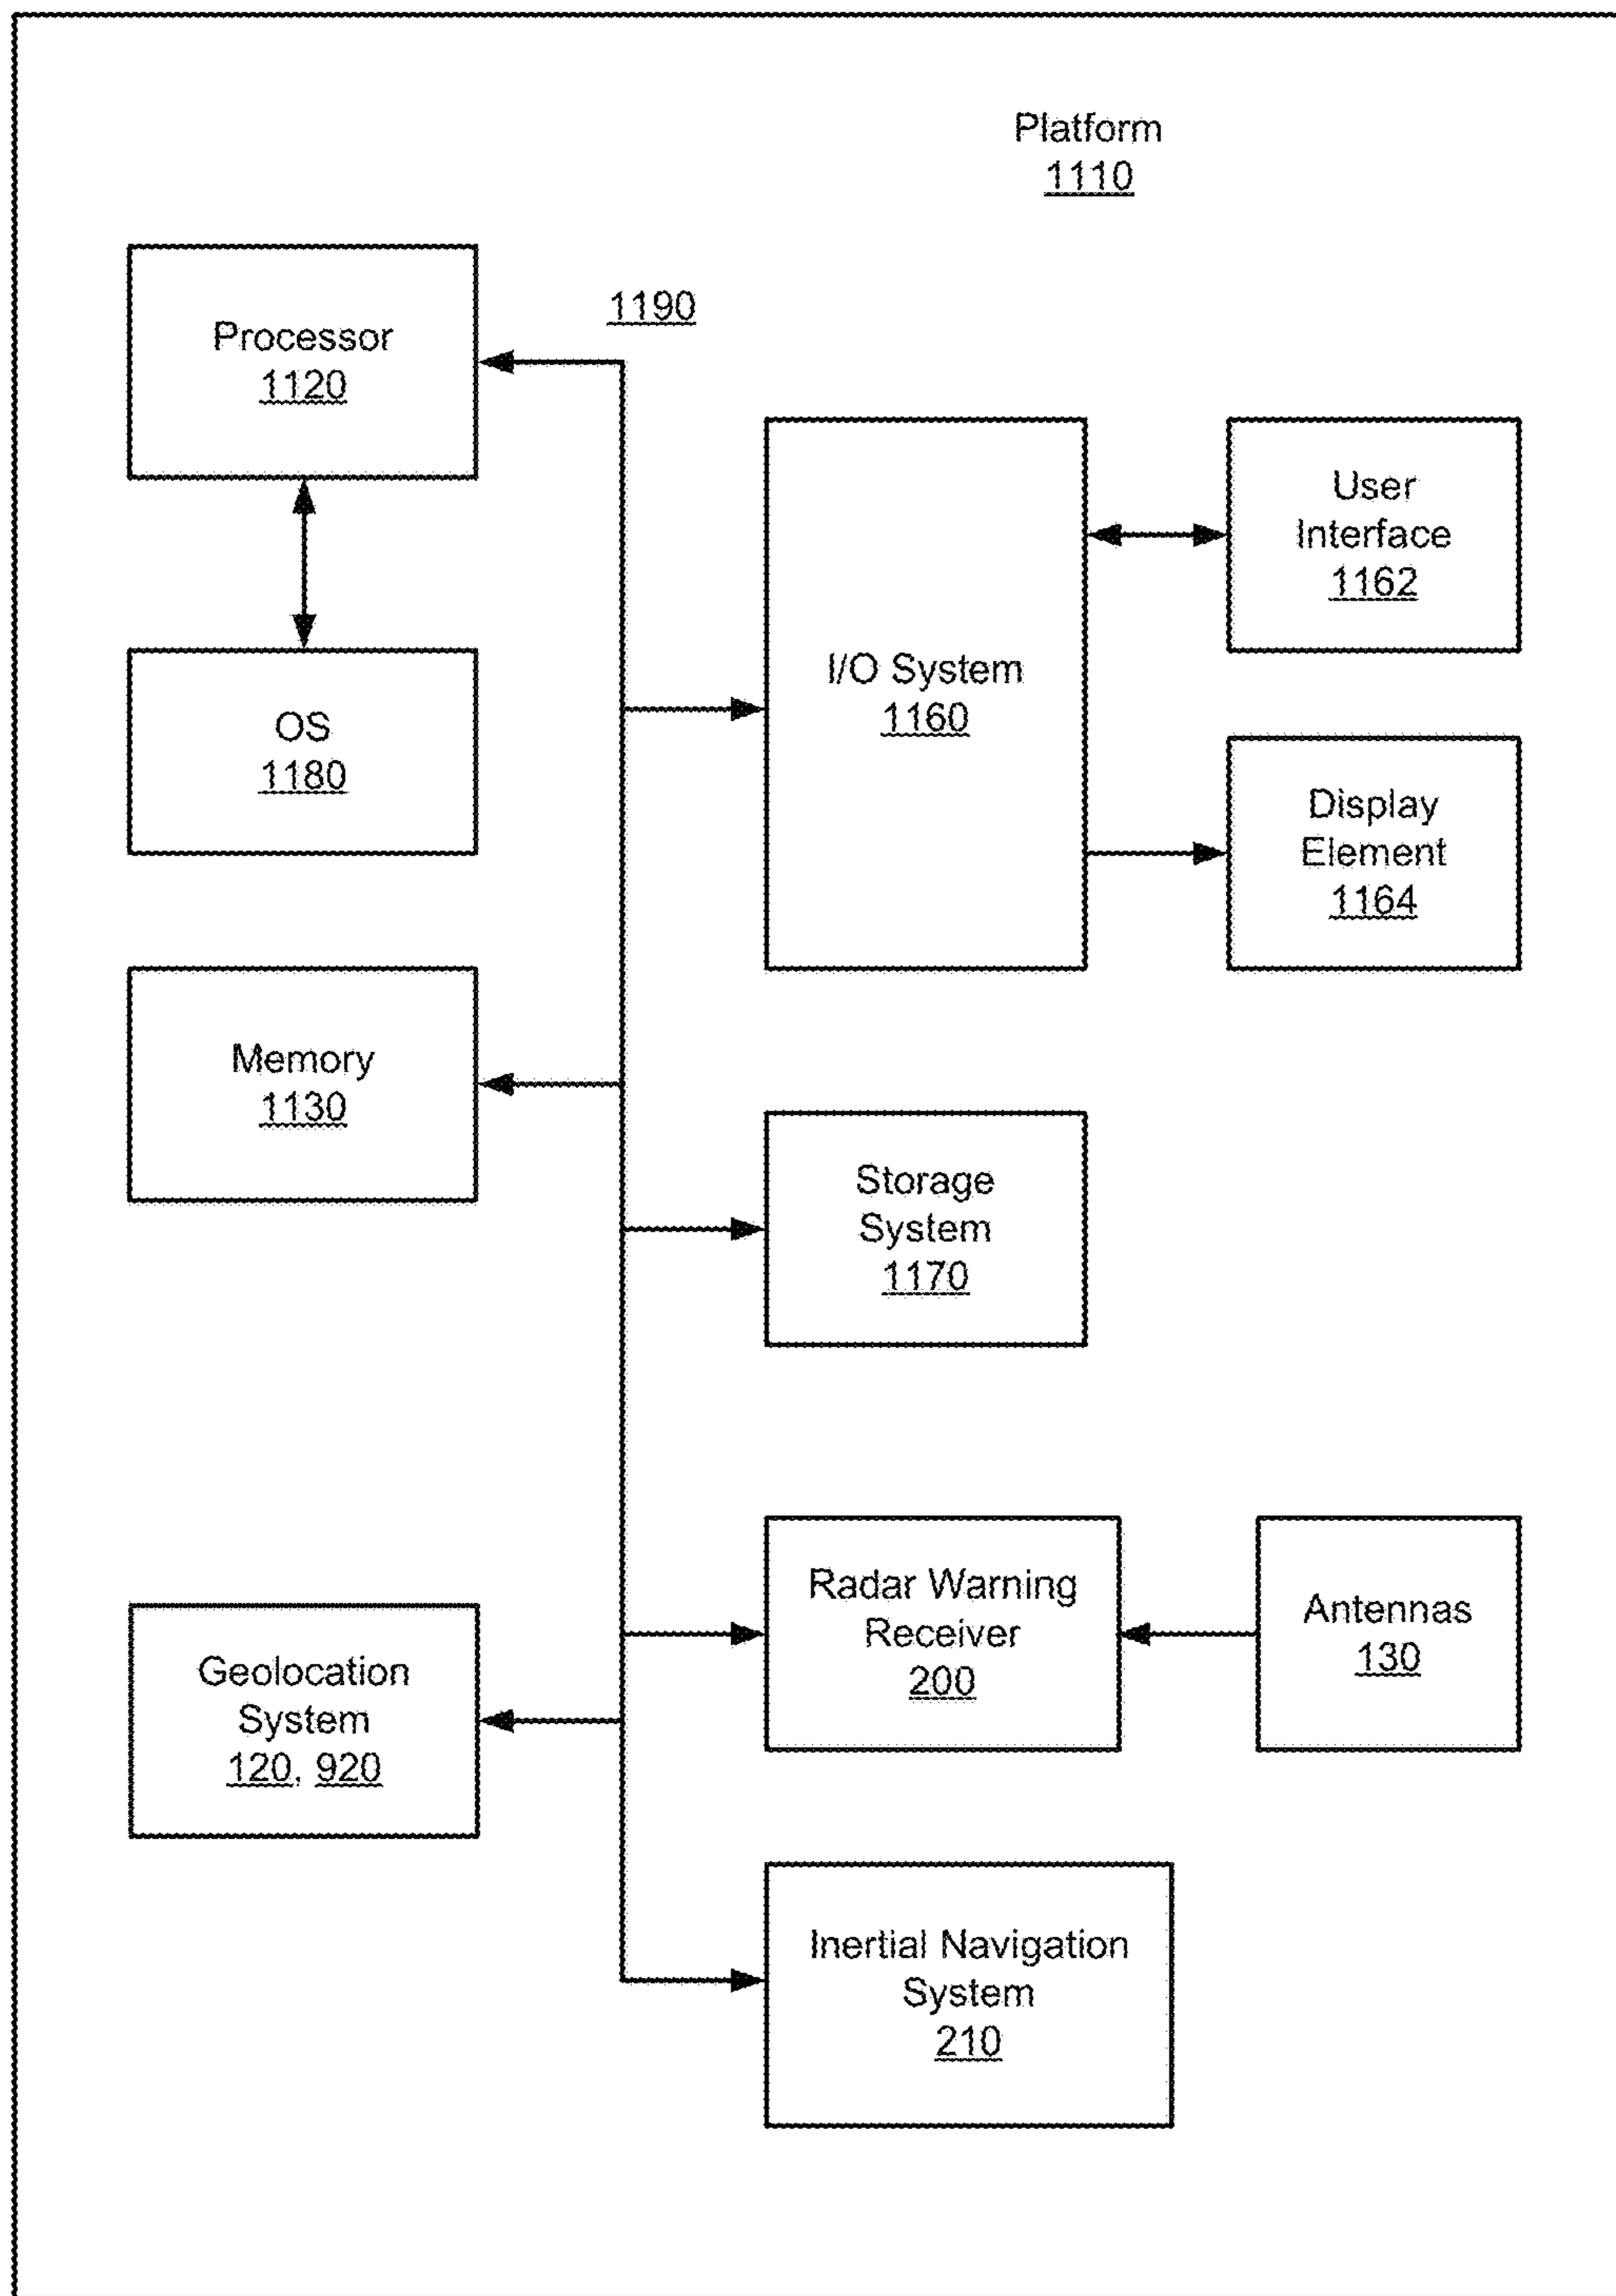 Platform
1110
Processor
1120
1190
OS
1180
I/O System
1160
User
Interface
1162
Display
Element
1164
Memory
1130
Storage
System
1170
Radar Warning
Receiver
200
Antennas
130
Geolocation
System
120, 920
Inertial Navigation
System
210